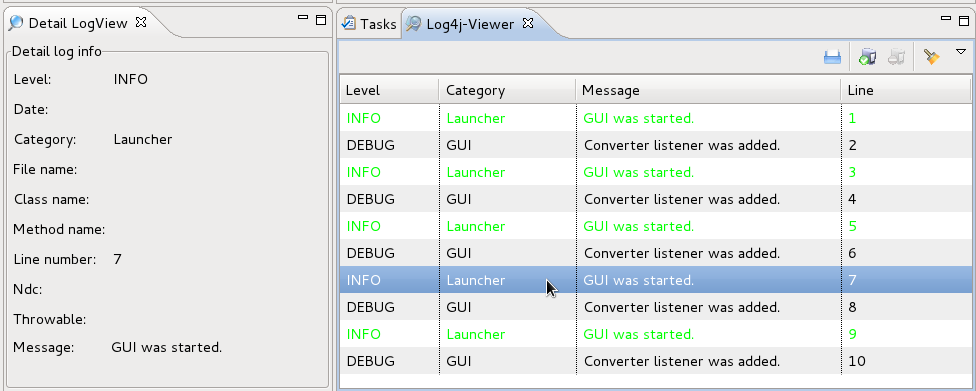 Detail LogView
Detail log info
Level: INFO
Date:
Category: Launcher
File name:
Class name:
Method name:
Line number: 7
Ndc:
Throwable:
Message: GUI was started.
Tasks Log4j-Viewer
Level Category Message Line
INFO Launcher GUI was started. 1
DEBUG GUI Converter listener was added. 2
INFO Launcher GUI was started. 3
DEBUG GUI Converter listener was added. 4
INFO Launcher GUI was started. 5
DEBUG GUI Converter listener was added. 6
INFO Launcher GUI was started. 7
DEBUG GUI Converter listener was added. 8
INFO Launcher GUI was started. 9
DEBUG GUI Converter listener was added. 10